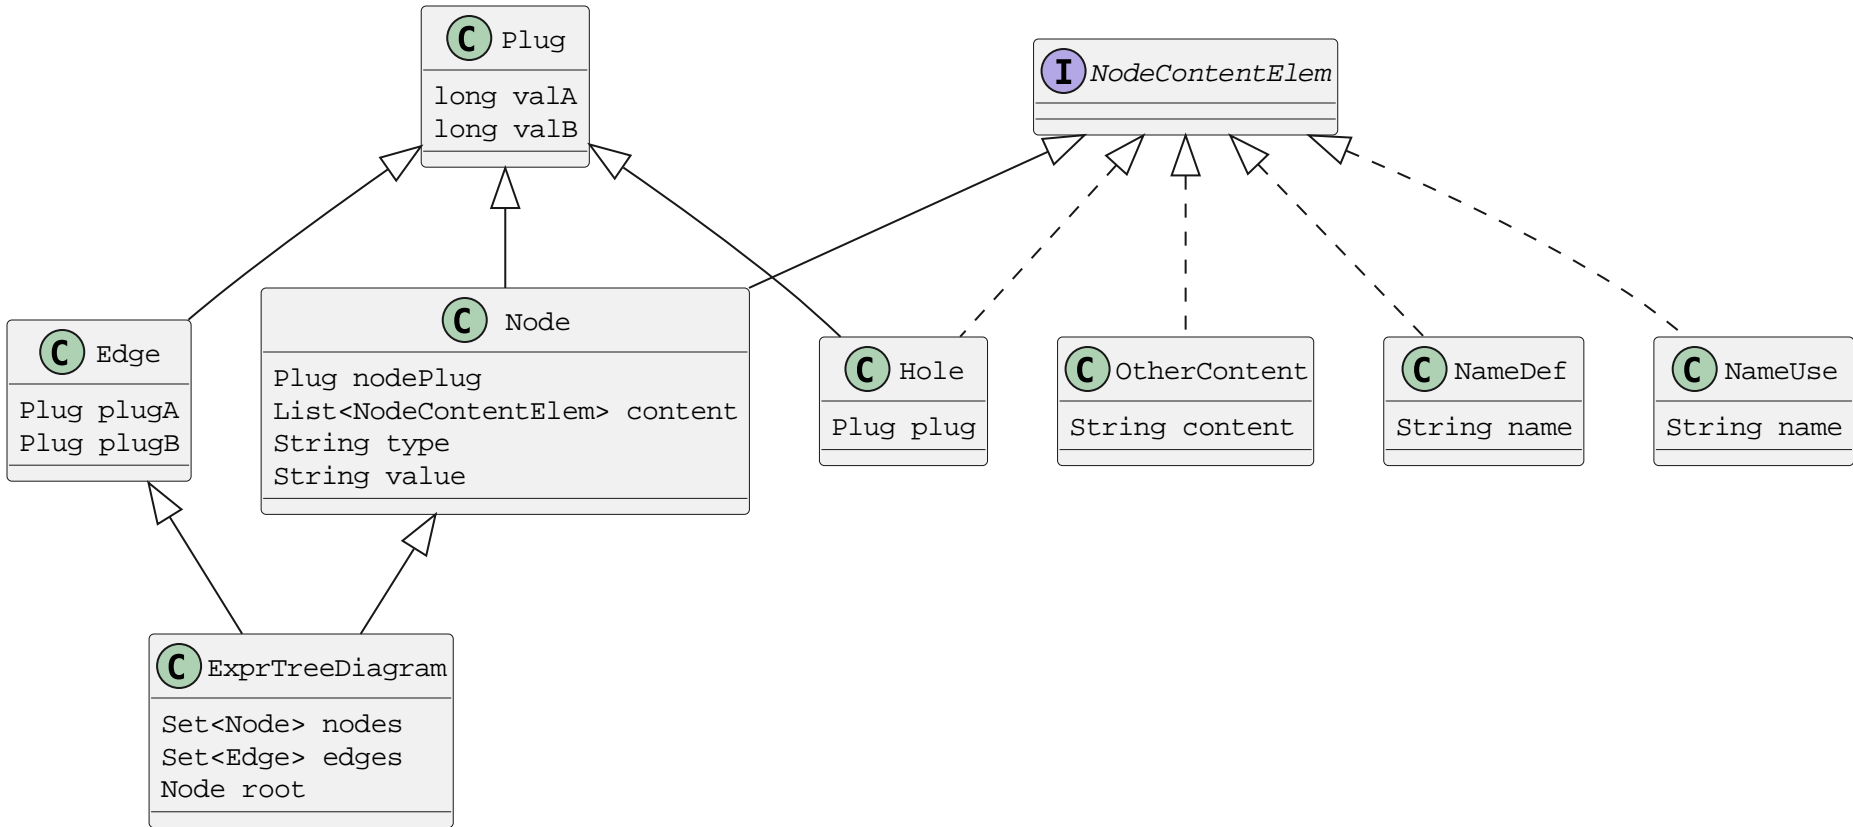 C Plug
long valA
long valB
I NodeContentElem
C Edge
Plug plugA
Plug plugB
C Node
Plug nodePlug
List<NodeContentElem> content
String type
String value
C Hole
Plug plug
C OtherContent
String content
C NameDef
String name
C NameUse
String name
C ExprTreeDiagram
Set<Node> nodes
Set<Edge> edges
Node root